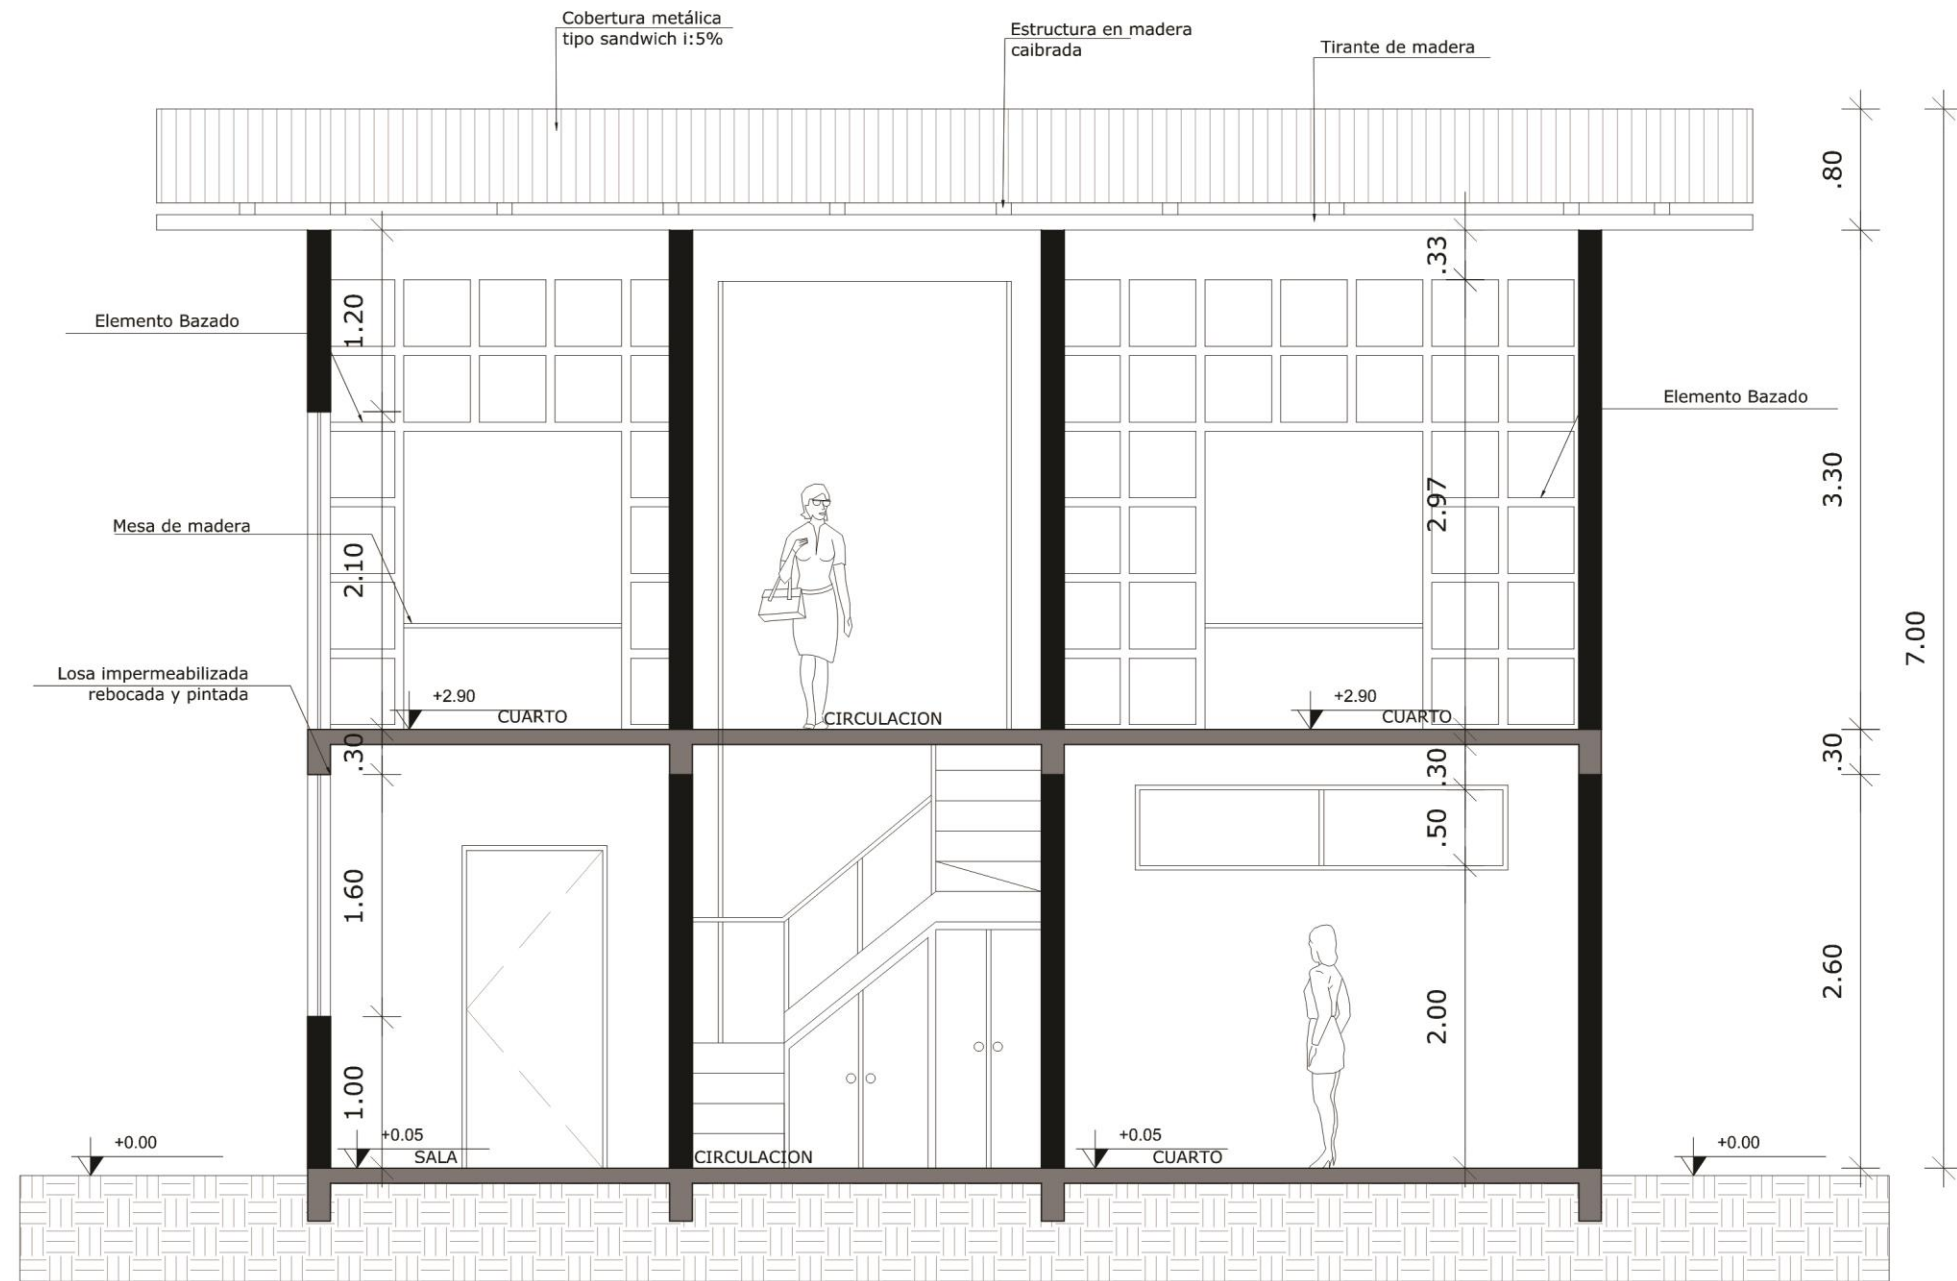 Cobertura metálica
tipo sandwich i:5%
Estructura en madera
caibrada
Tirante de madera
.80
.33
1.20
Elemento Bazado
Elemento Bazado
3.30
2.97
Mesa de madera
2.10
7.00
Losa impermeabilizada
rebocada y pintada
+2.90
CUARTO
CIRCULACION
+2.90
CUARTO
.30
.30
.30
.50
1.60
2.60
2.00
1.00
+0.00
+0.05
SALA
CIRCULACION
+0.05
CUARTO
+0.00